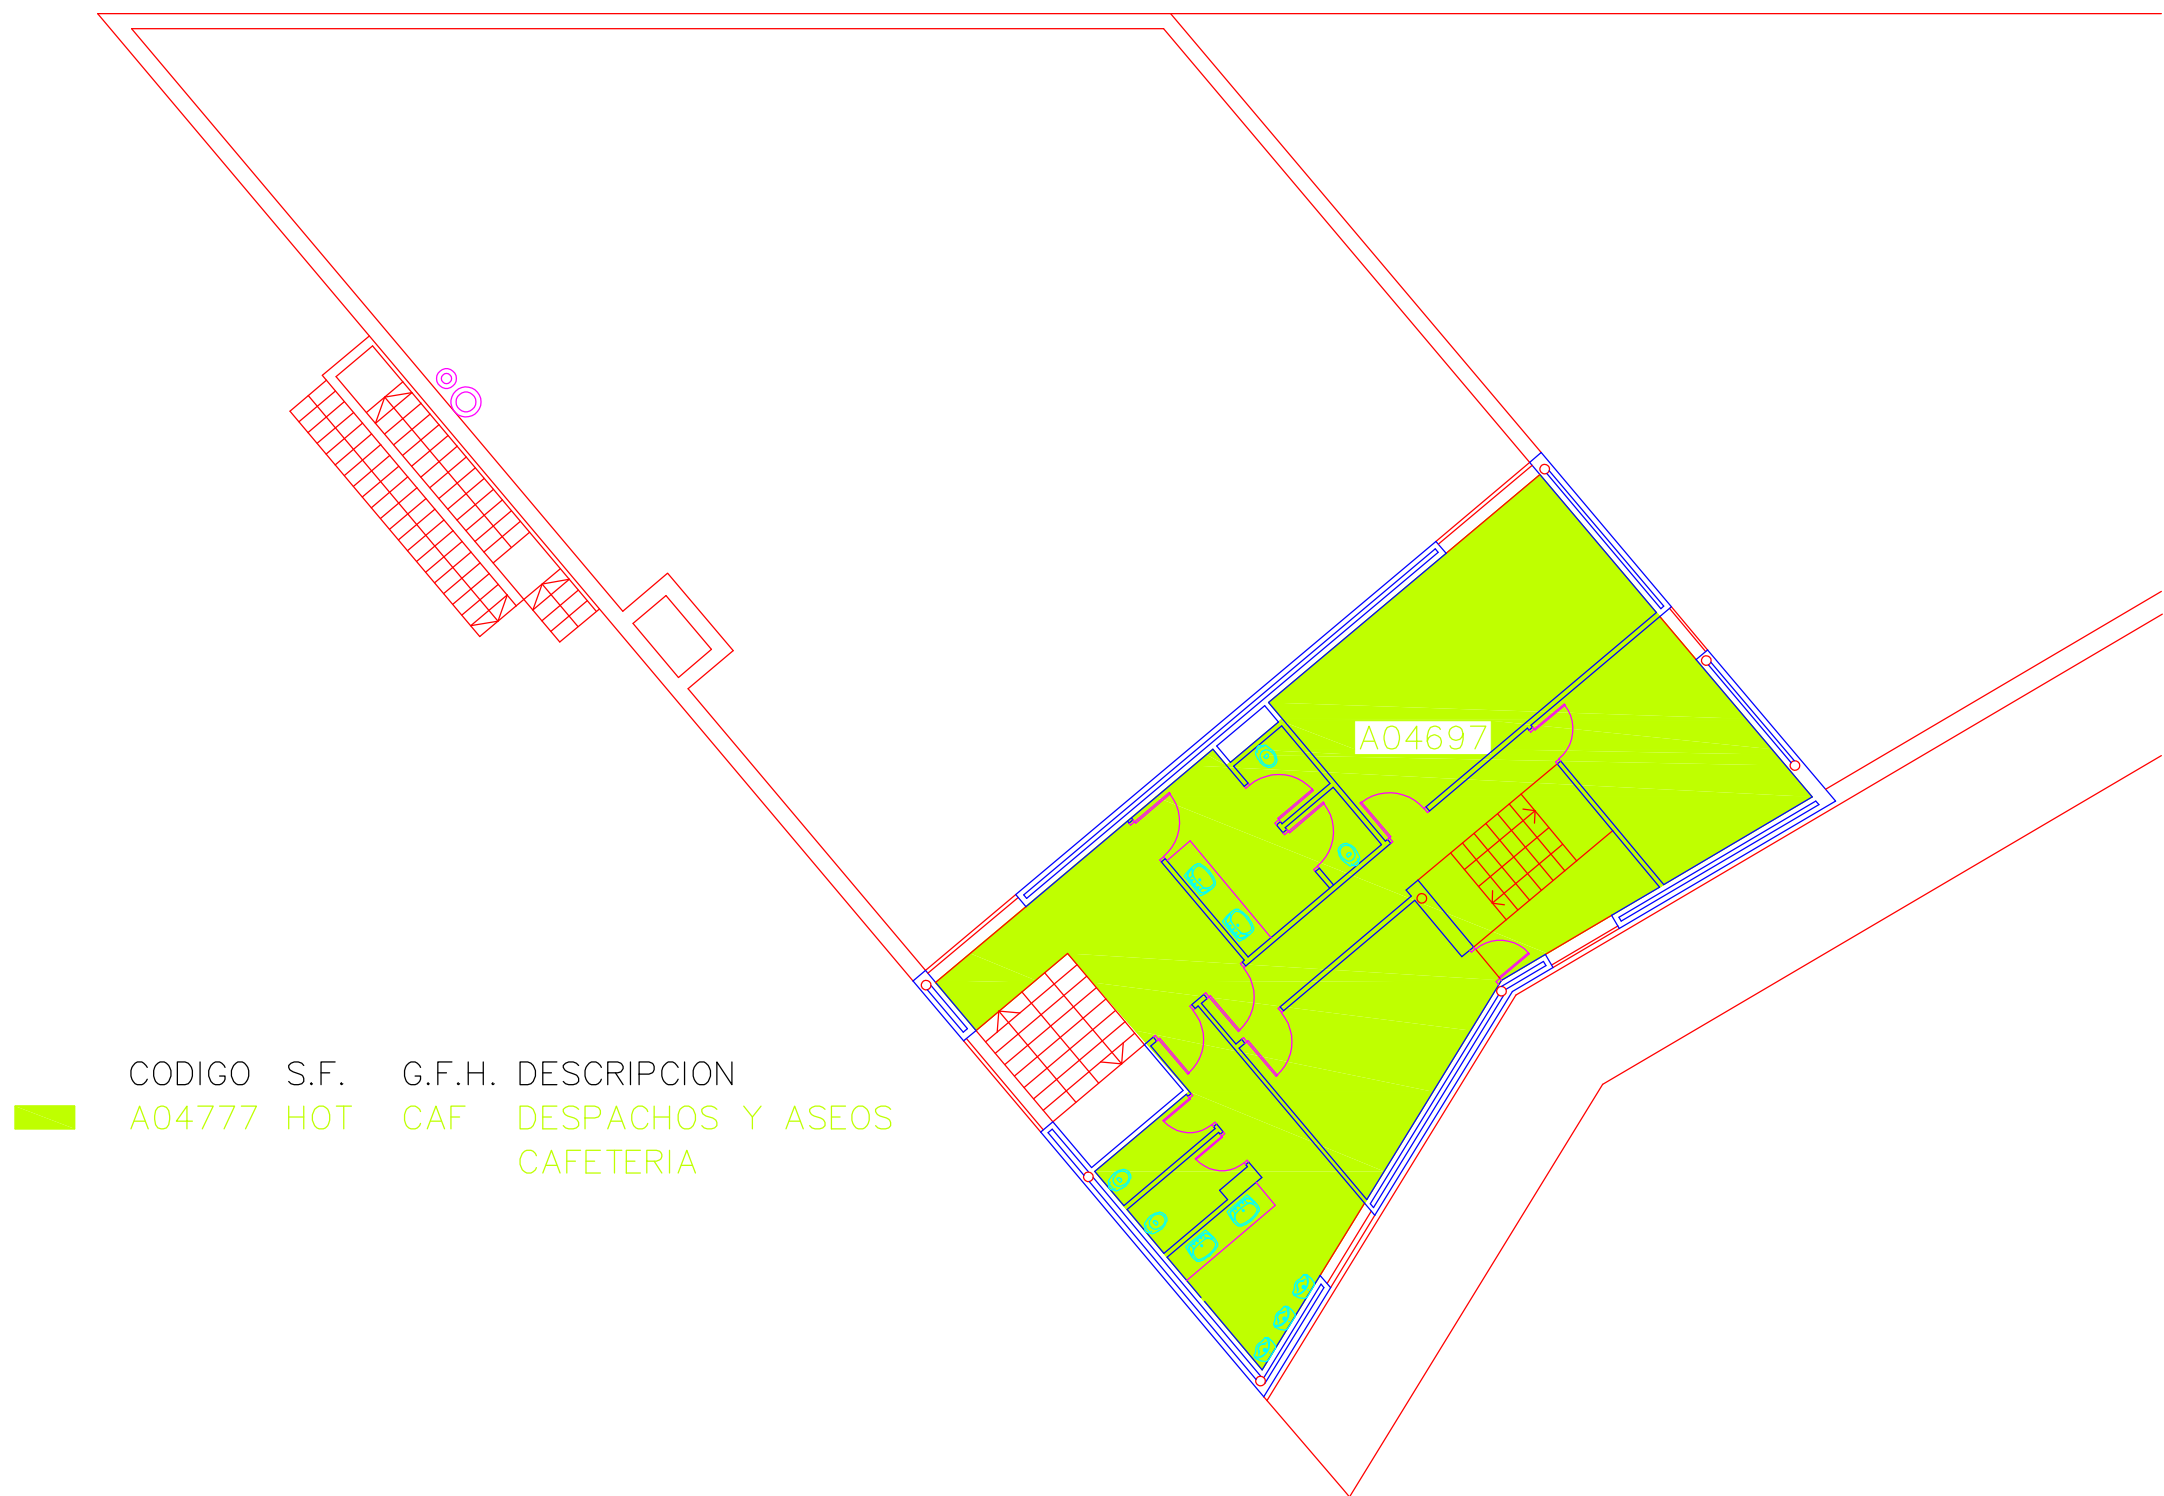 A04697
CODIGO S.F. G.F.H. DESCRIPCION
A04777 HOT CAF DESPACHOS Y ASEOS
CAFETERIA